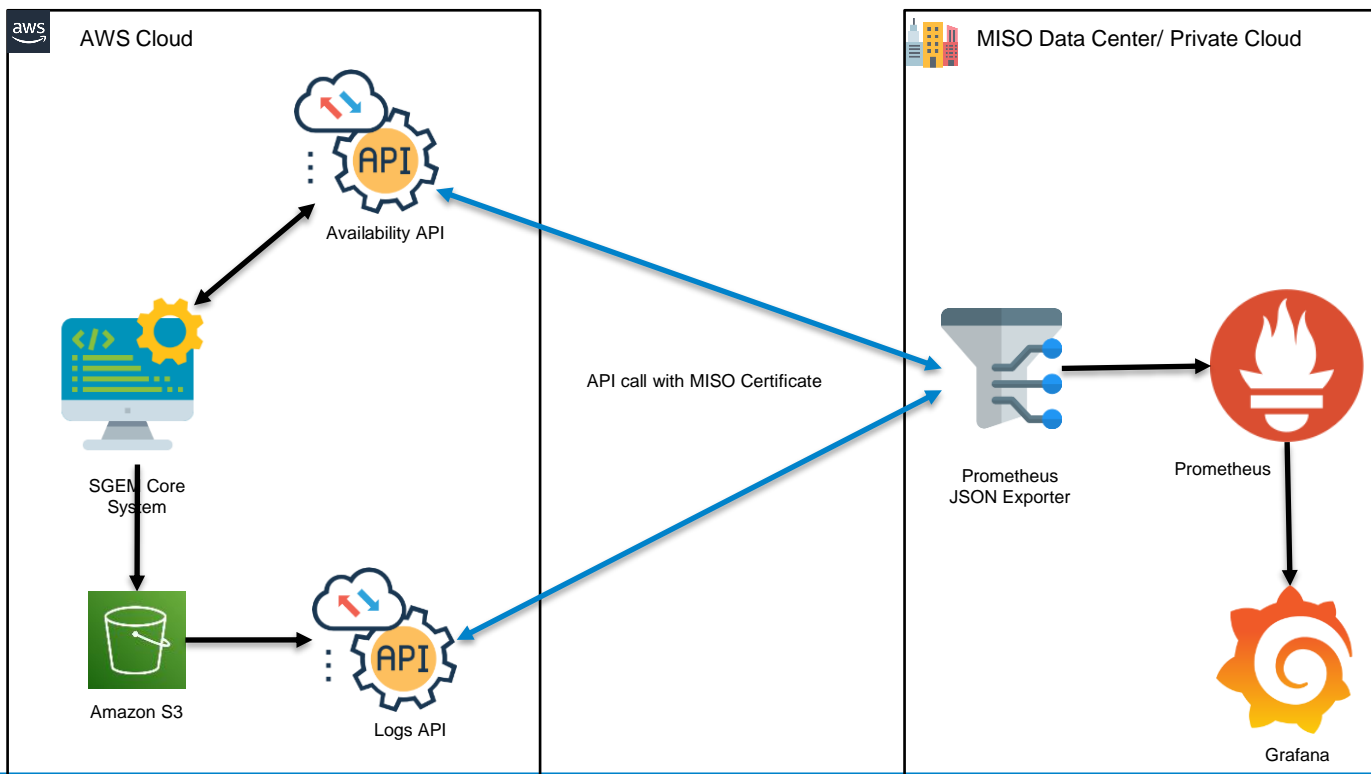 aws
AWS Cloud
MISO Data Center/ Private Cloud
API
Availability API
</>
SGEM Core
System
API call with MISO Certificate
Prometheus
JSON Exporter
Prometheus
Amazon S3
API
Logs API
Grafana